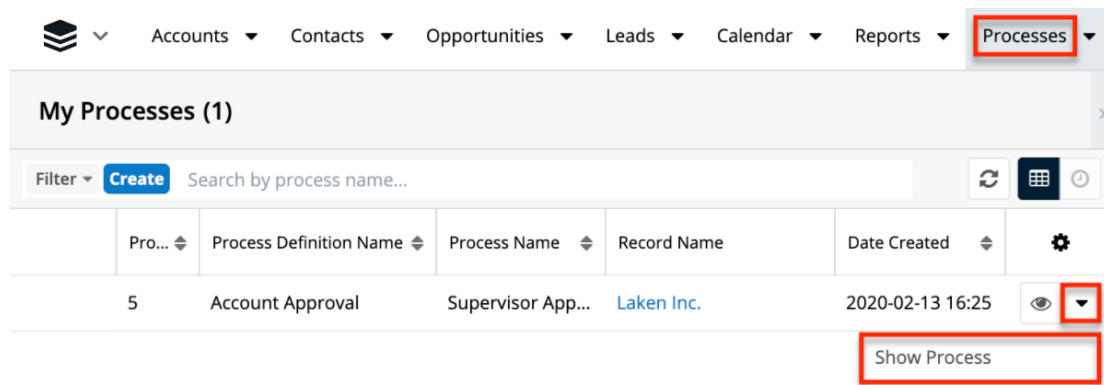 Accounts Contacts Opportunities Leads Calendar Reports Processes
My Processes (1)
Filter Create Search by process name...
Pro... Process Definition Name Process Name Record Name Date Created
5 Account Approval Supervisor App... Laken Inc. 2020-02-13 16:25
Show Process